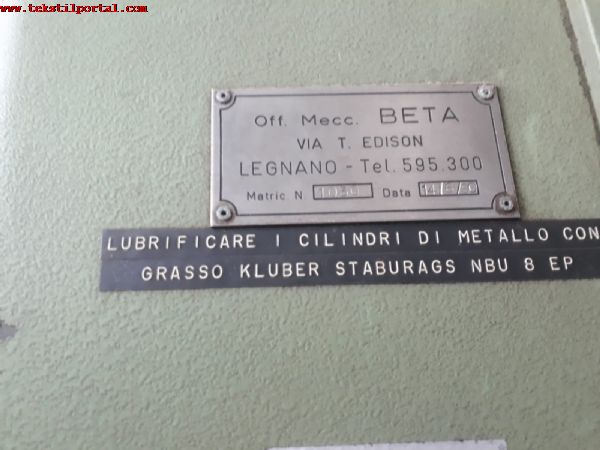 www.tekstilportal.com
Off. Mecc. BETA
VIA T. EDISON
LEGNANO - Tel. 595.300
Matric N Data
LUBRIFICARE I CILINDRI DI METALLO CON
GRASSO KLUBER STABURAGS NBU 8 EP